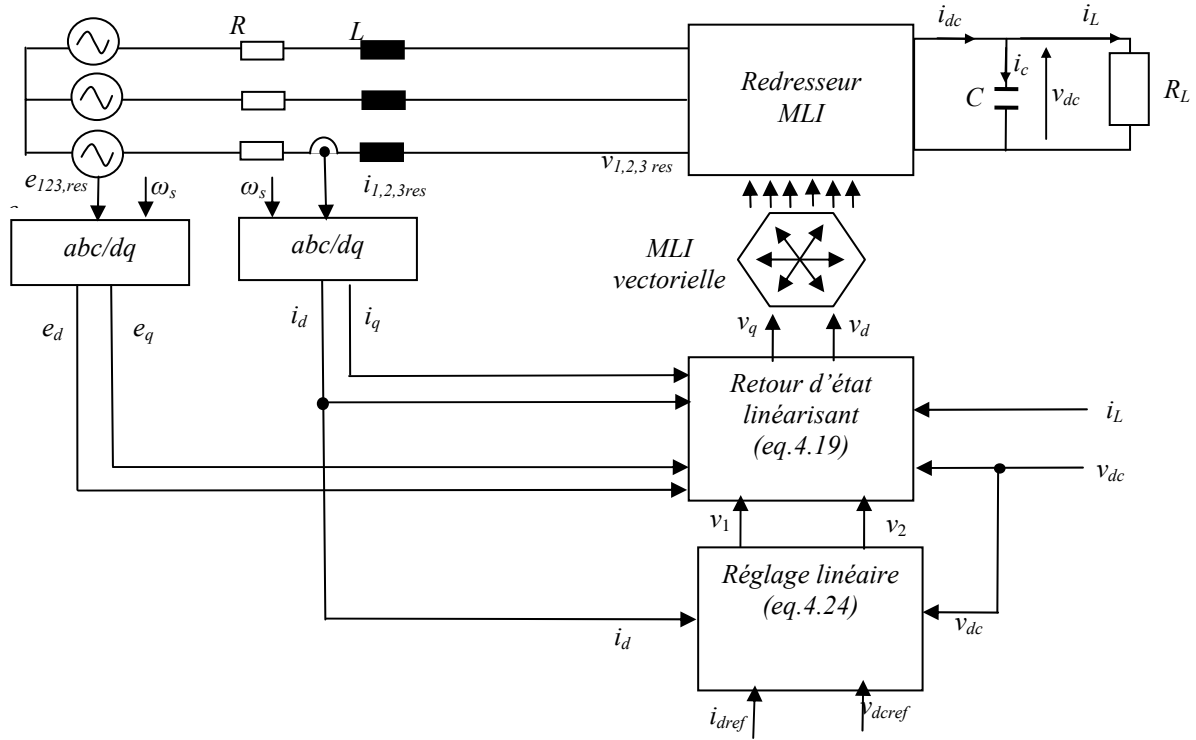 R
L
i_dc
i_L
Redresseur
MLI
i_c
C
v_dc
R_L
v_1,2,3 res
e_123,res
ω_s
ω_s
i_1,2,3res
abc/dq
abc/dq
MLI
vectorielle
e_d
e_q
i_d
i_q
v_q
v_d
Retour d'état
linéarisant
(eq.4.19)
i_L
v_dc
v_1
v_2
Réglage linéaire
(eq.4.24)
v_dc
i_d
i_dref
v_dcref